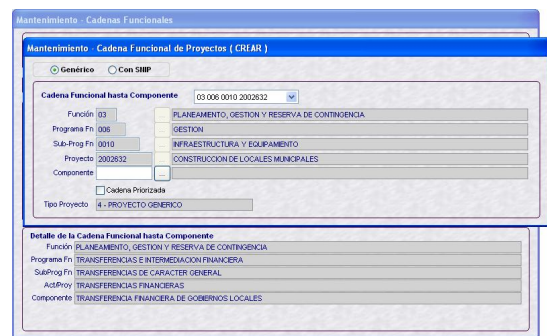 Mantenimiento - Cadenas Funcionales
Mantenimiento - Cadena Funcional de Proyectos ( CREAR )
Genérico Con SNIP
Cadena Funcional hasta Componente 03 006 0010 2002632
Función 03 ... PLANEAMIENTO, GESTION Y RESERVA DE CONTINGENCIA
Programa Fn 006 ... GESTION
Sub-Prog Fn 0010 ... INFRAESTRUCTURA Y EQUIPAMIENTO
Proyecto 2002632 ... CONSTRUCCION DE LOCALES MUNICIPALES
Componente ...
Cadena Priorizada
Tipo Proyecto 4 - PROYECTO GENERICO
Detalle de la Cadena Funcional hasta Componente
Función PLANEAMIENTO, GESTION Y RESERVA DE CONTINGENCIA
Programa Fn TRANSFERENCIAS E INTERMEDIACION FINANCIERA
SubProg Fn TRANSFERENCIAS DE CARACTER GENERAL
Act/Proy TRANSFERENCIAS FINANCIERAS
Componente TRANSFERENCIA FINANCIERA DE GOBIERNOS LOCALES